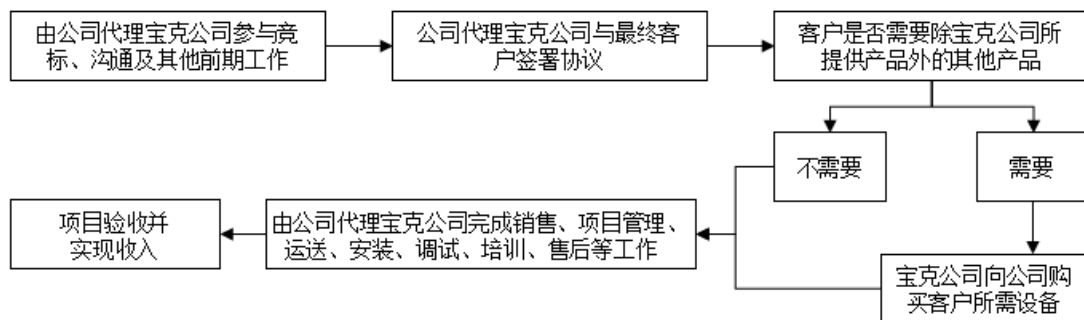 由公司代理宝克公司参与竞
标、沟通及其他前期工作
公司代理宝克公司与最终客
户签署协议
客户是否需要除宝克公司所
提供产品外的其他产品
不需要
需要
项目验收并
实现收入
由公司代理宝克公司完成销售、项目管理、
运送、安装、调试、培训、售后等工作
宝克公司向公司购
买客户所需设备